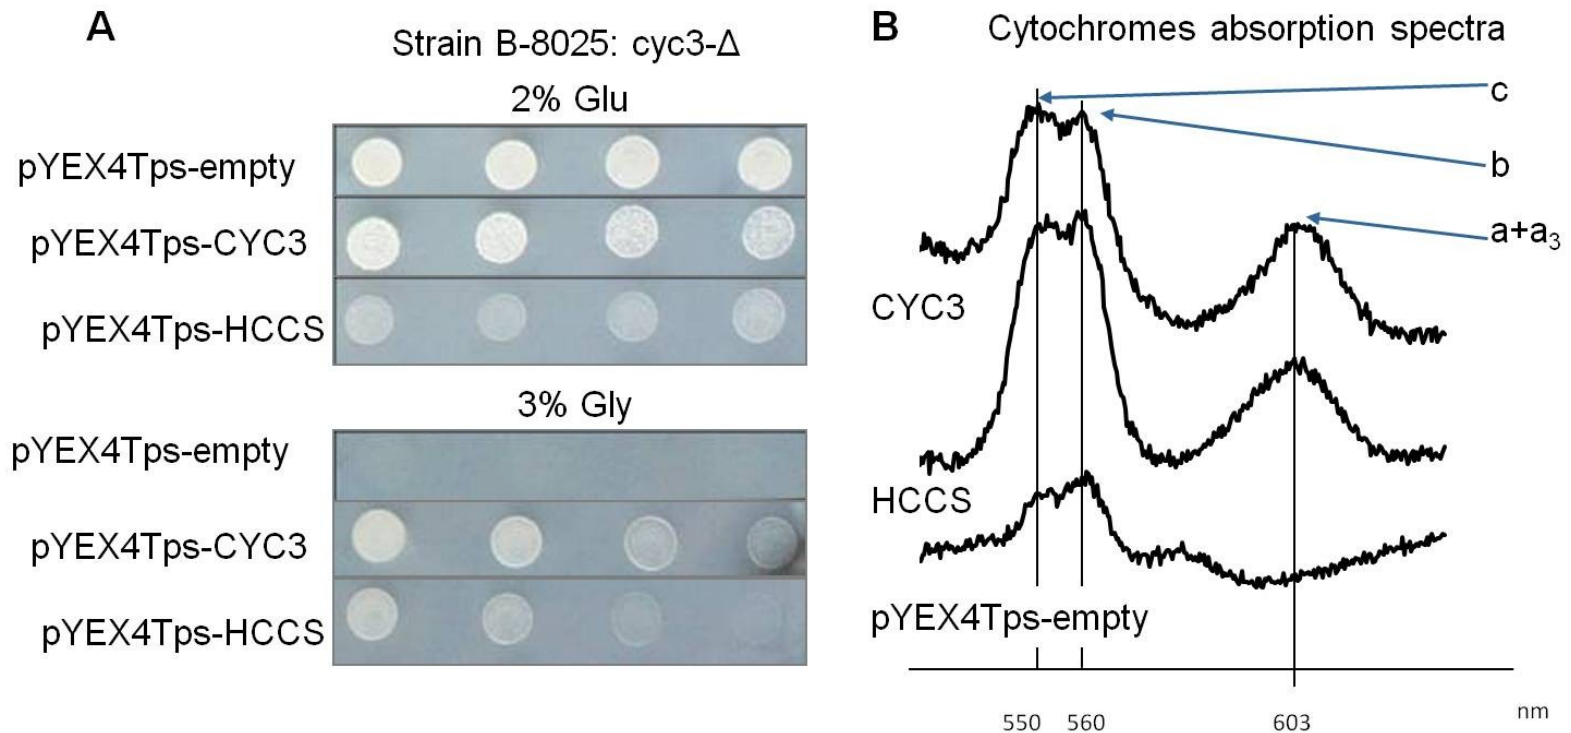 A
Strain B-8025: cyc3-Δ
2% Glu
pYEX4Tps-empty
pYEX4Tps-CYC3
pYEX4Tps-HCCS
3% Gly
pYEX4Tps-empty
pYEX4Tps-CYC3
pYEX4Tps-HCCS
B
Cytochromes absorption spectra
c
b
a+a₃
CYC3
HCCS
pYEX4Tps-empty
550 560 603 nm